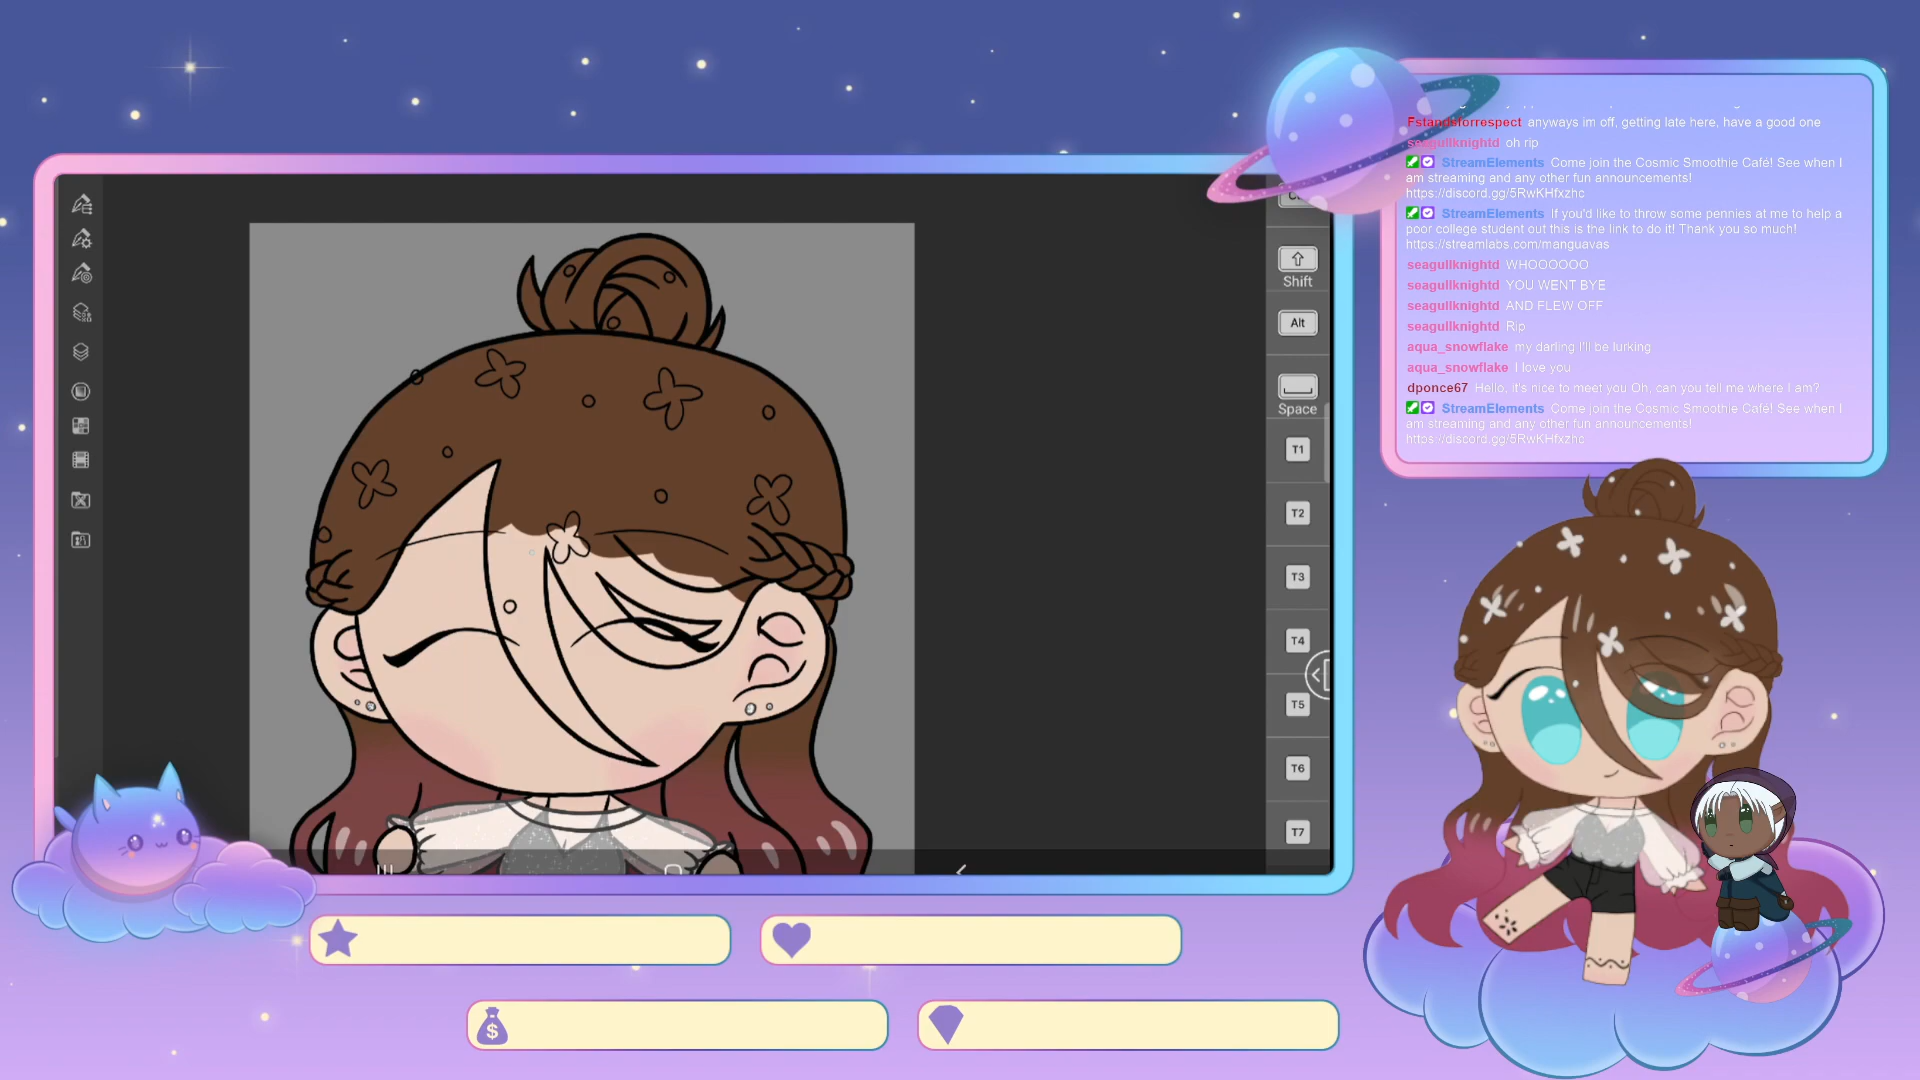 Fstandsforrespect anyways im off, getting late here, have a good one
seagullknightd oh rip
StreamElements Come join the Cosmic Smoothie Café! See when I
am streaming and any other fun announcements!
https://discord.gg/5RwKHfxzhc
StreamElements If you'd like to throw some pennies at me to help a
poor college student out this is the link to do it! Thank you so much!
https://streamlabs.com/manguavas
seagullknightd WHOOOOOO
seagullknightd YOU WENT BYE
seagullknightd AND FLEW OFF
seagullknightd Rip
aqua_snowflake my darling I'll be lurking
aqua_snowflake I love you
dponce67 Hello, it's nice to meet you Oh, can you tell me where I am?
StreamElements Come join the Cosmic Smoothie Café! See when I
am streaming and any other fun announcements!
https://discord.gg/5RwKHfxzhc
Shift
Alt
Space
T1
T2
T3
T4
T5
T6
T7
$